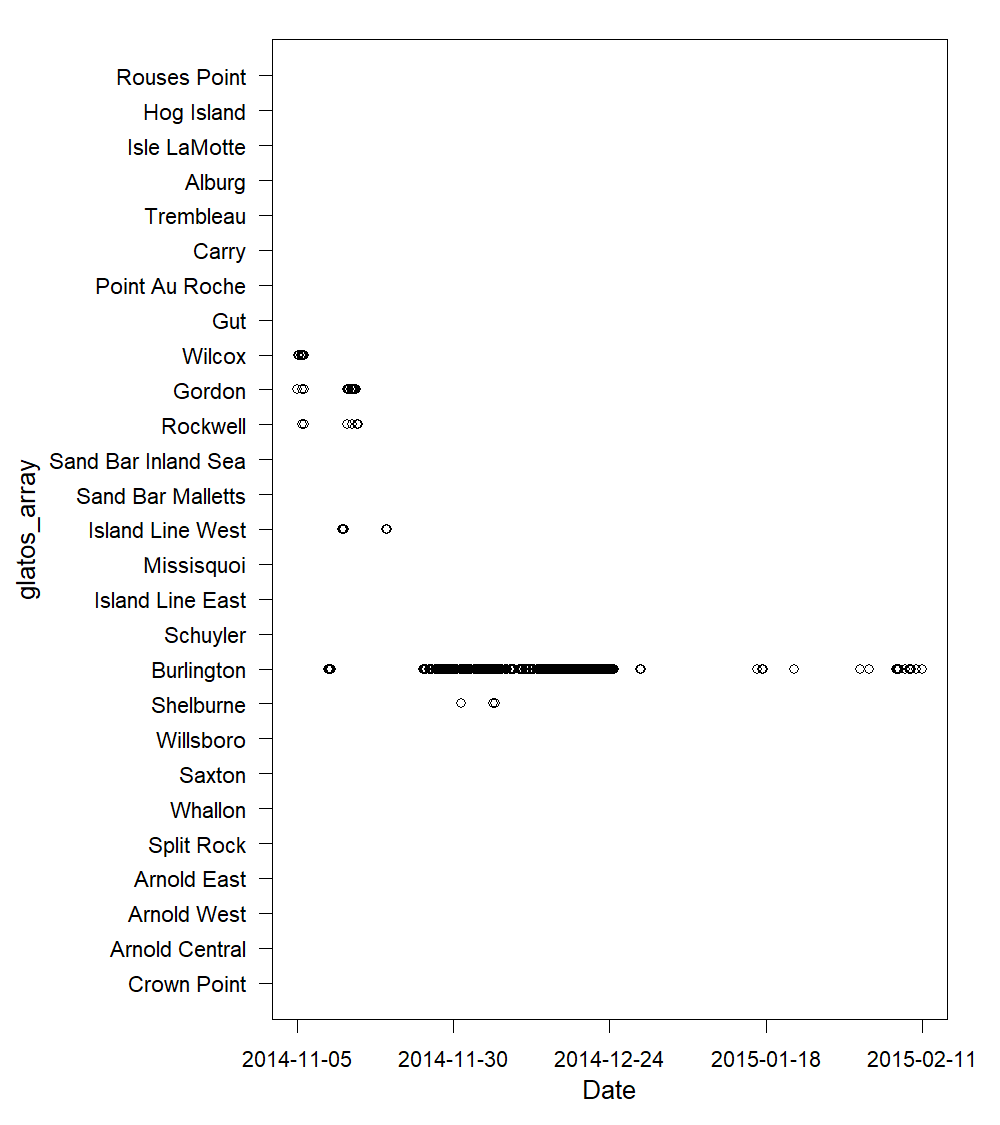 Rouses Point
Hog Island
Isle LaMotte
Alburg
Trembleau
Carry
Point Au Roche
Gut
Wilcox
Gordon
Rockwell
Sand Bar Inland Sea
Sand Bar Malletts
Island Line West
Missisquoi
Island Line East
Schuyler
Burlington
Shelburne
Willsboro
Saxton
Whallon
Split Rock
Arnold East
Arnold West
Arnold Central
Crown Point
glatos_array
2014-11-05 2014-11-30 2014-12-24 2015-01-18 2015-02-11
Date